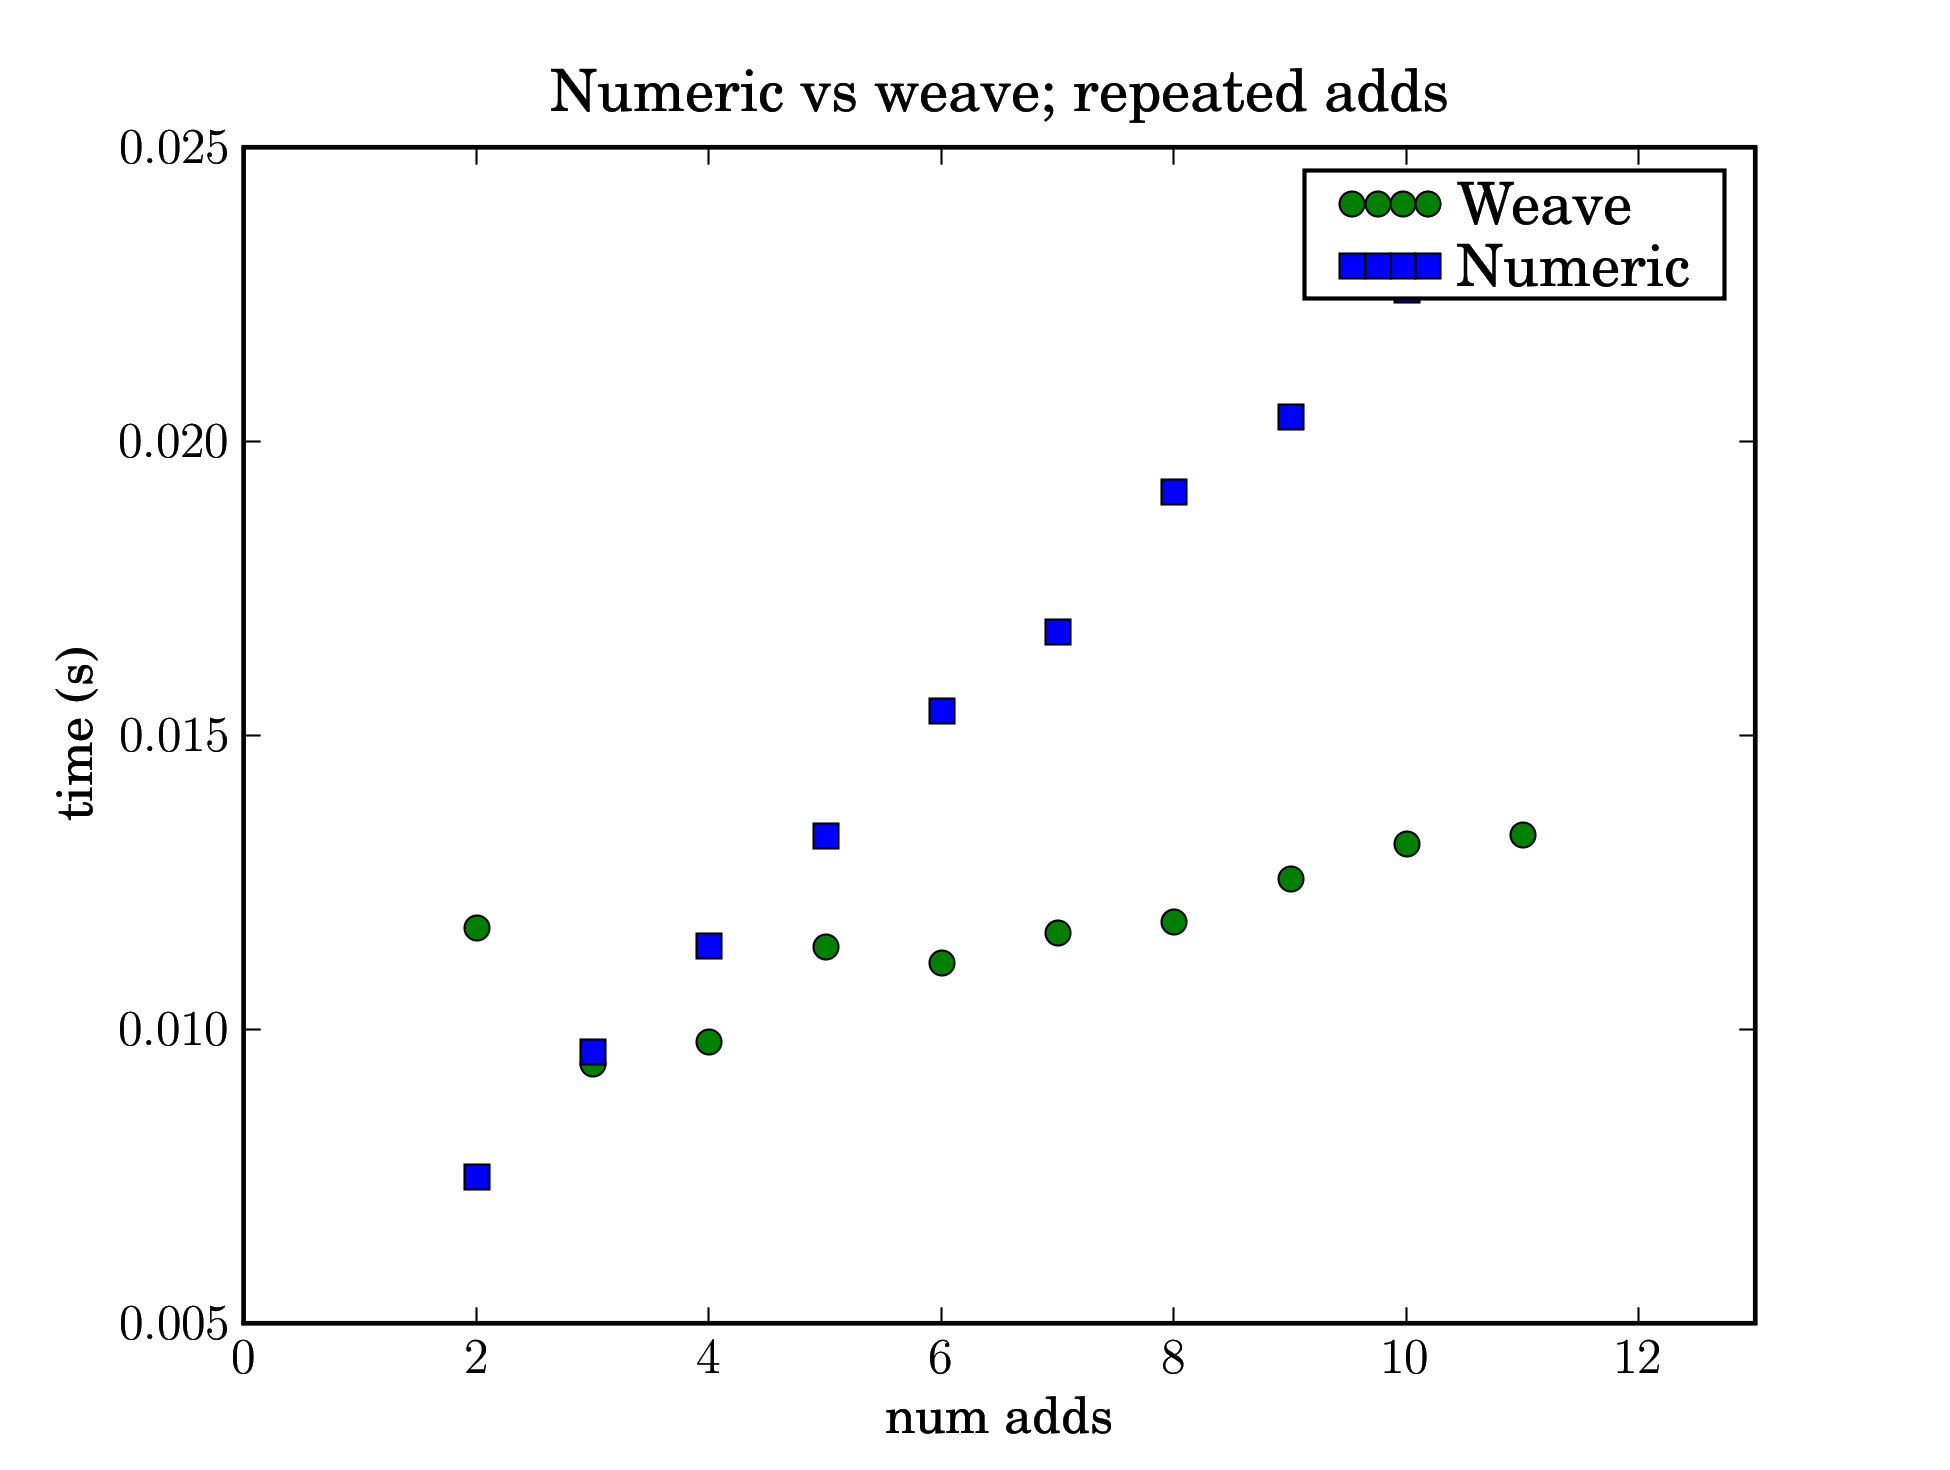 Numeric vs weave; repeated adds
0.025
0.020
0.015
0.010
0.005
time (s)
Weave
Numeric
0 2 4 6 8 10 12
num adds